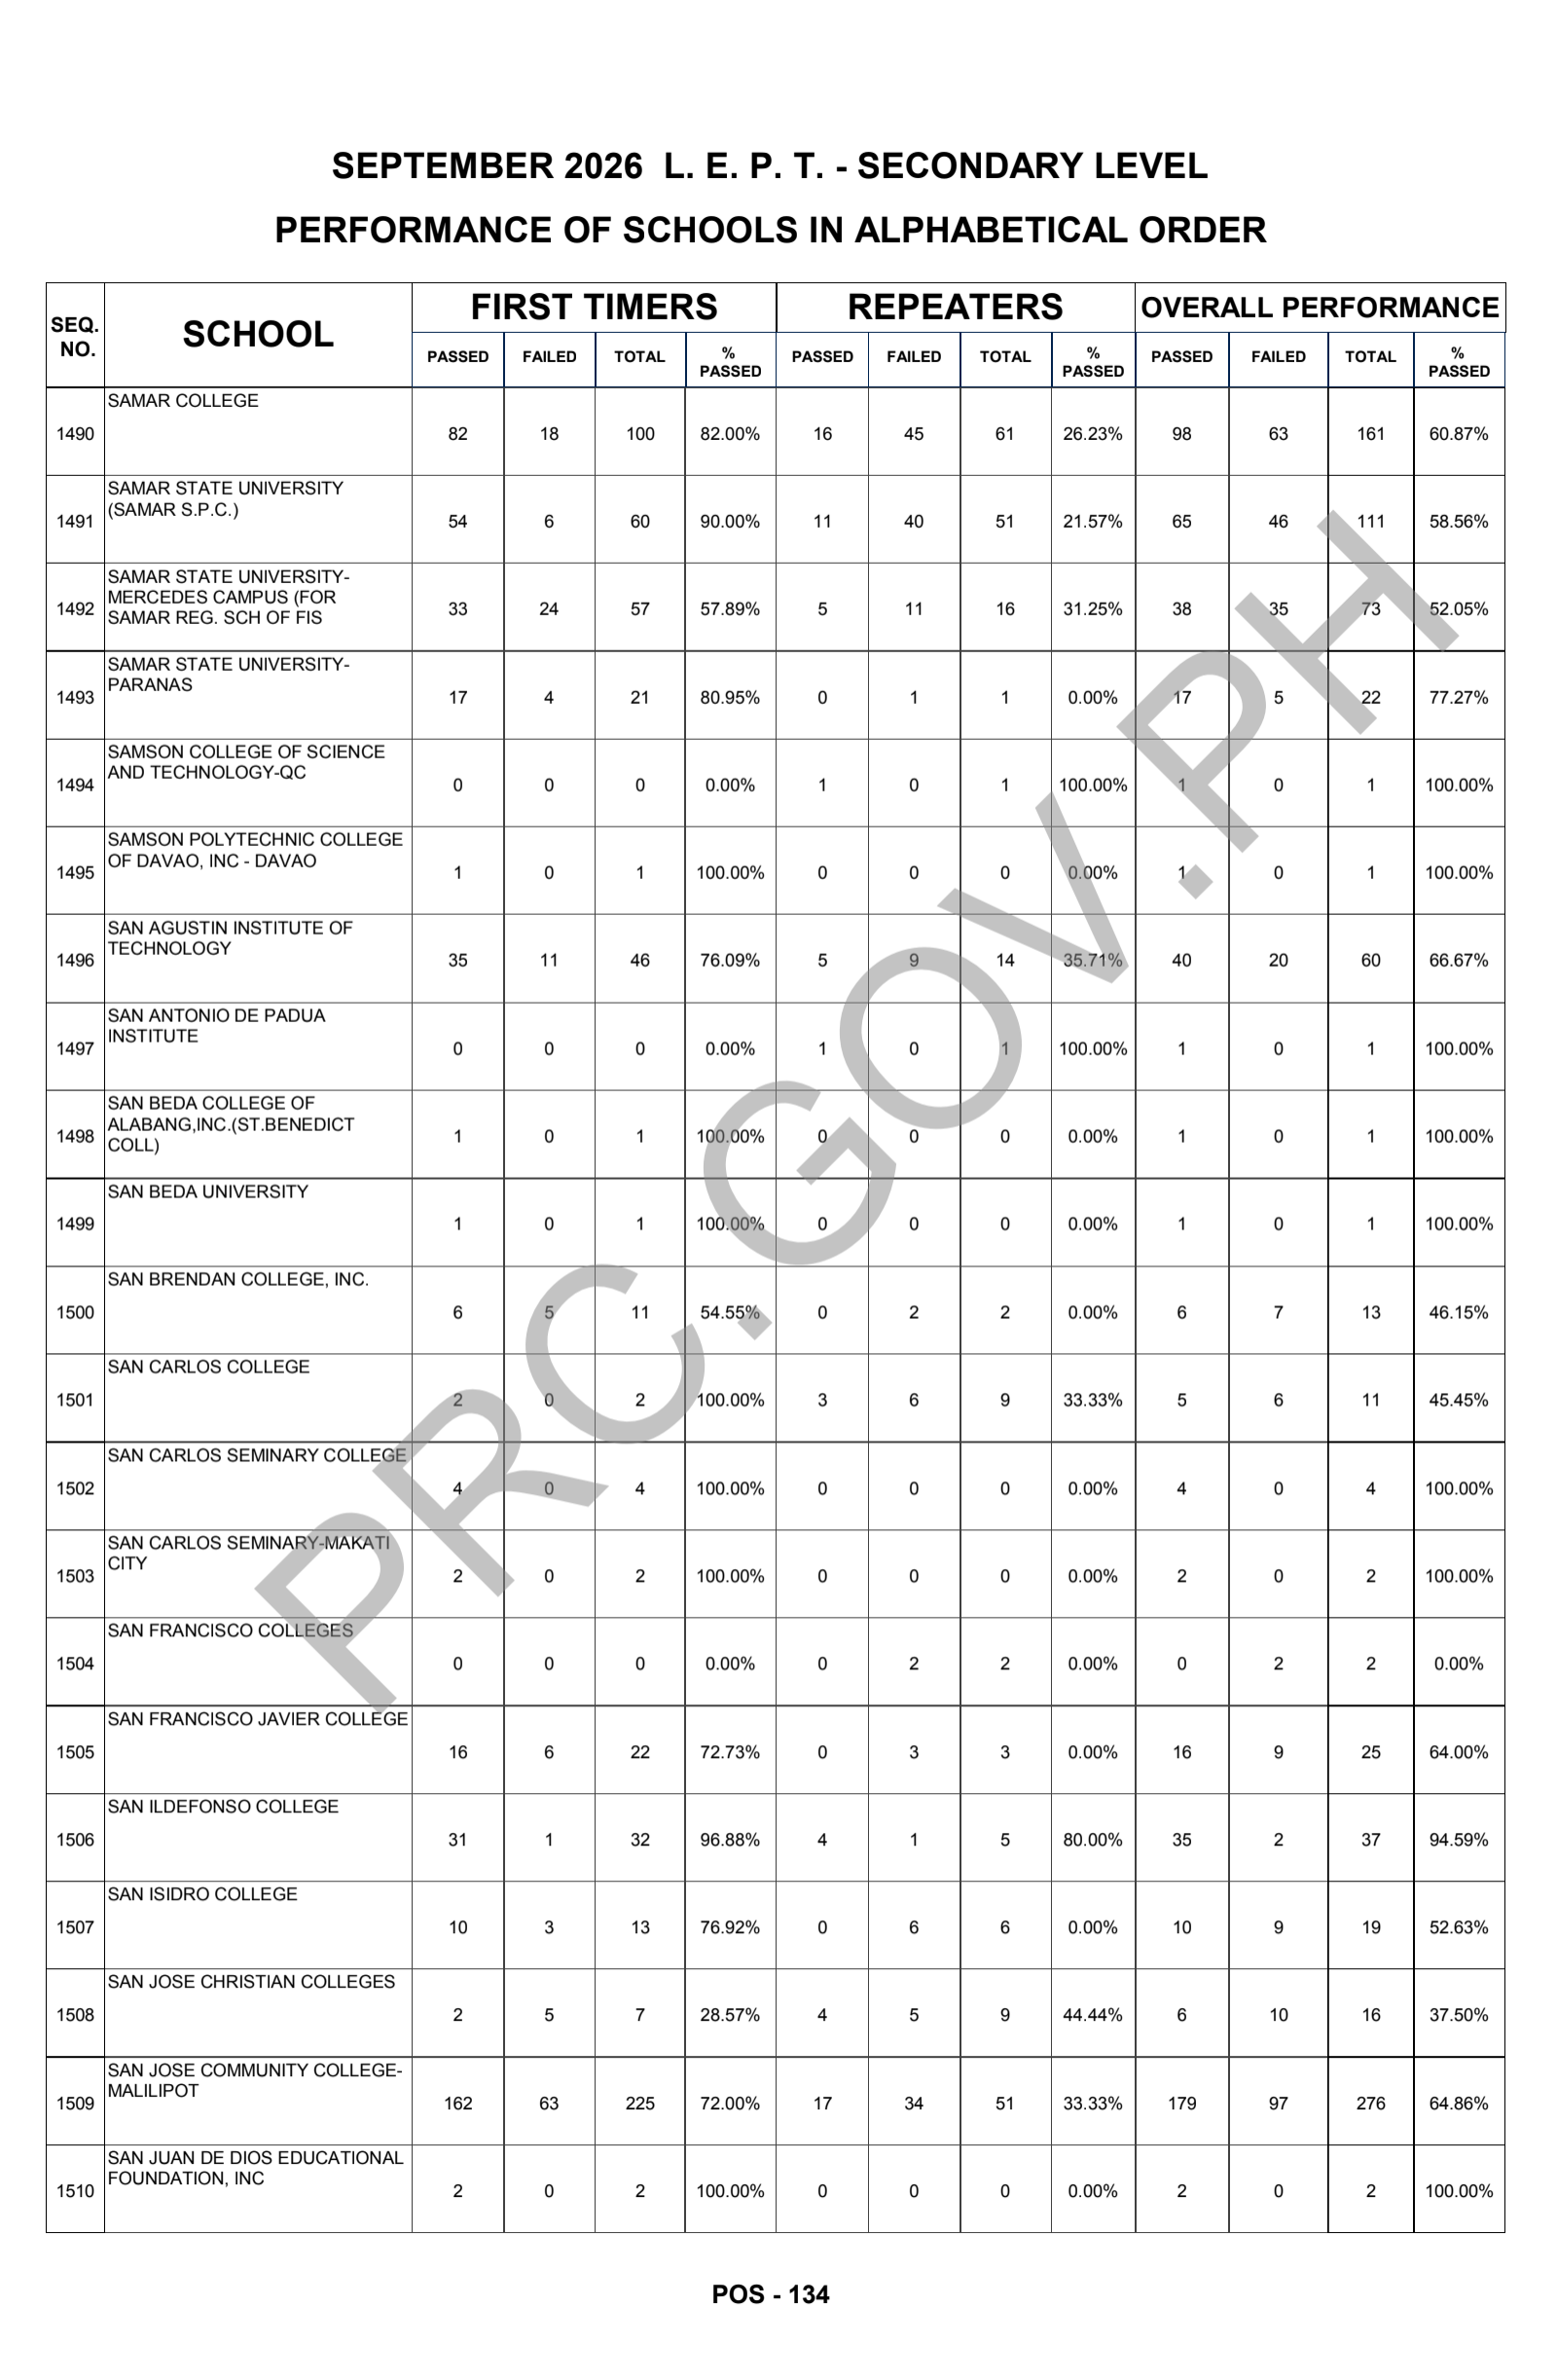 SEPTEMBER 2026 L. E. P. T. - SECONDARY LEVEL
PERFORMANCE OF SCHOOLS IN ALPHABETICAL ORDER
SEQ. NO. SCHOOL FIRST TIMERS REPEATERS OVERALL PERFORMANCE
PASSED FAILED TOTAL % PASSED PASSED FAILED TOTAL % PASSED PASSED FAILED TOTAL % PASSED
SAMAR COLLEGE
1490 82 18 100 82.00% 16 45 61 26.23% 98 63 161 60.87%
SAMAR STATE UNIVERSITY
(SAMAR S.P.C.)
1491 54 6 60 90.00% 11 40 51 21.57% 65 46 111 58.56%
SAMAR STATE UNIVERSITY-
MERCEDES CAMPUS (FOR
SAMAR REG. SCH OF FIS
1492 33 24 57 57.89% 5 11 16 31.25% 38 35 73 52.05%
SAMAR STATE UNIVERSITY-
PARANAS
1493 17 4 21 80.95% 0 1 1 0.00% 17 5 22 77.27%
SAMSON COLLEGE OF SCIENCE
AND TECHNOLOGY-QC
1494 0 0 0 0.00% 1 0 1 100.00% 1 0 1 100.00%
SAMSON POLYTECHNIC COLLEGE
OF DAVAO, INC - DAVAO
1495 1 0 1 100.00% 0 0 0 0.00% 1 0 1 100.00%
SAN AGUSTIN INSTITUTE OF
TECHNOLOGY
1496 35 11 46 76.09% 5 9 14 35.71% 40 20 60 66.67%
SAN ANTONIO DE PADUA
INSTITUTE
1497 0 0 0 0.00% 1 0 1 100.00% 1 0 1 100.00%
SAN BEDA COLLEGE OF
ALABANG,INC.(ST.BENEDICT
COLL)
1498 1 0 1 100.00% 0 0 0 0.00% 1 0 1 100.00%
SAN BEDA UNIVERSITY
1499 1 0 1 100.00% 0 0 0 0.00% 1 0 1 100.00%
SAN BRENDAN COLLEGE, INC.
1500 6 5 11 54.55% 0 2 2 0.00% 6 7 13 46.15%
SAN CARLOS COLLEGE
1501 2 0 2 100.00% 3 6 9 33.33% 5 6 11 45.45%
SAN CARLOS SEMINARY COLLEGE
1502 4 0 4 100.00% 0 0 0 0.00% 4 0 4 100.00%
SAN CARLOS SEMINARY-MAKATI
CITY
1503 2 0 2 100.00% 0 0 0 0.00% 2 0 2 100.00%
SAN FRANCISCO COLLEGES
1504 0 0 0 0.00% 0 2 2 0.00% 0 2 2 0.00%
SAN FRANCISCO JAVIER COLLEGE
1505 16 6 22 72.73% 0 3 3 0.00% 16 9 25 64.00%
SAN ILDEFONSO COLLEGE
1506 31 1 32 96.88% 4 1 5 80.00% 35 2 37 94.59%
SAN ISIDRO COLLEGE
1507 10 3 13 76.92% 0 6 6 0.00% 10 9 19 52.63%
SAN JOSE CHRISTIAN COLLEGES
1508 2 5 7 28.57% 4 5 9 44.44% 6 10 16 37.50%
SAN JOSE COMMUNITY COLLEGE-
MALILIPOT
1509 162 63 225 72.00% 17 34 51 33.33% 179 97 276 64.86%
SAN JUAN DE DIOS EDUCATIONAL
FOUNDATION, INC
1510 2 0 2 100.00% 0 0 0 0.00% 2 0 2 100.00%
PRC.GOV.PH
POS - 134